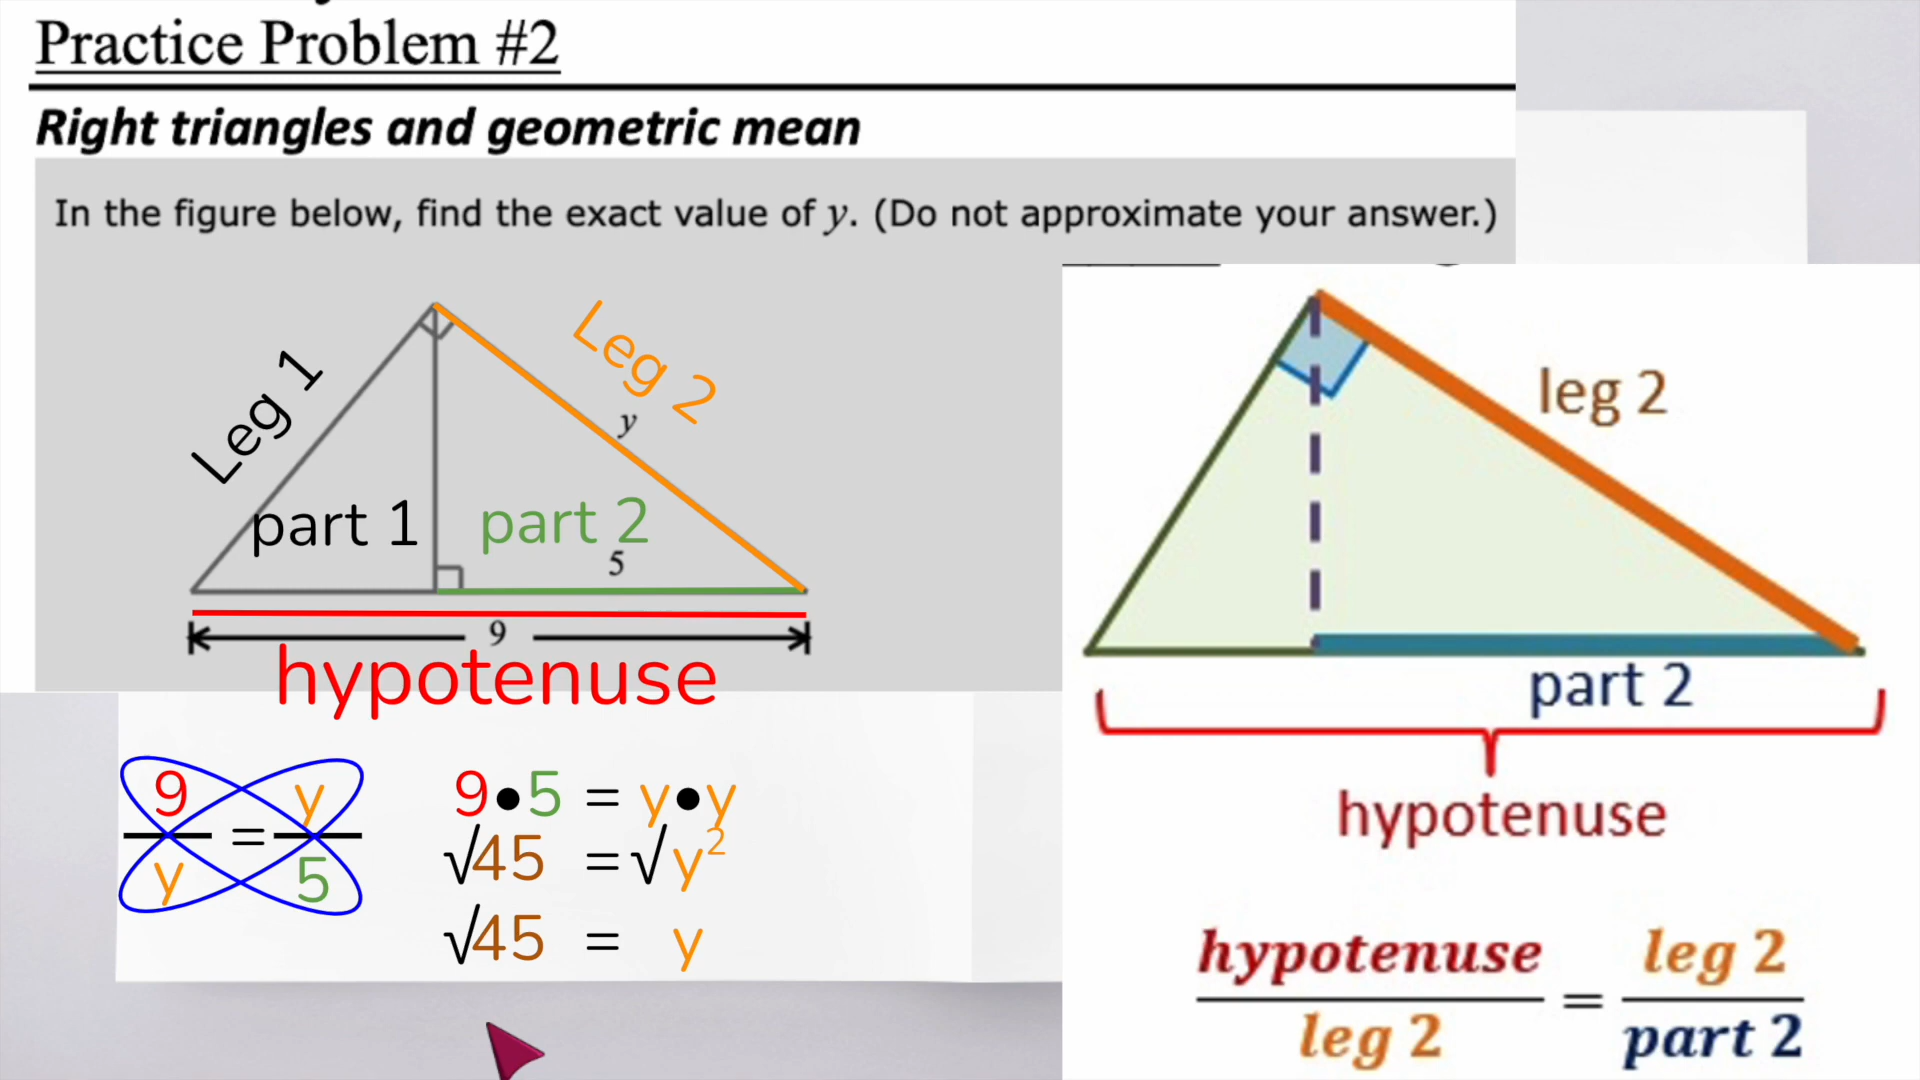 Practice Problem #2
Right triangles and geometric mean
In the figure below, find the exact value of y. (Do not approximate your answer.)
Leg 1
Leg 2
y
part 1
part 2
5
9
hypotenuse
9/y = y/5
9•5 = y•y
√45 = √y²
√45 = y
leg 2
part 2
hypotenuse
hypotenuse/leg 2 = leg 2/part 2